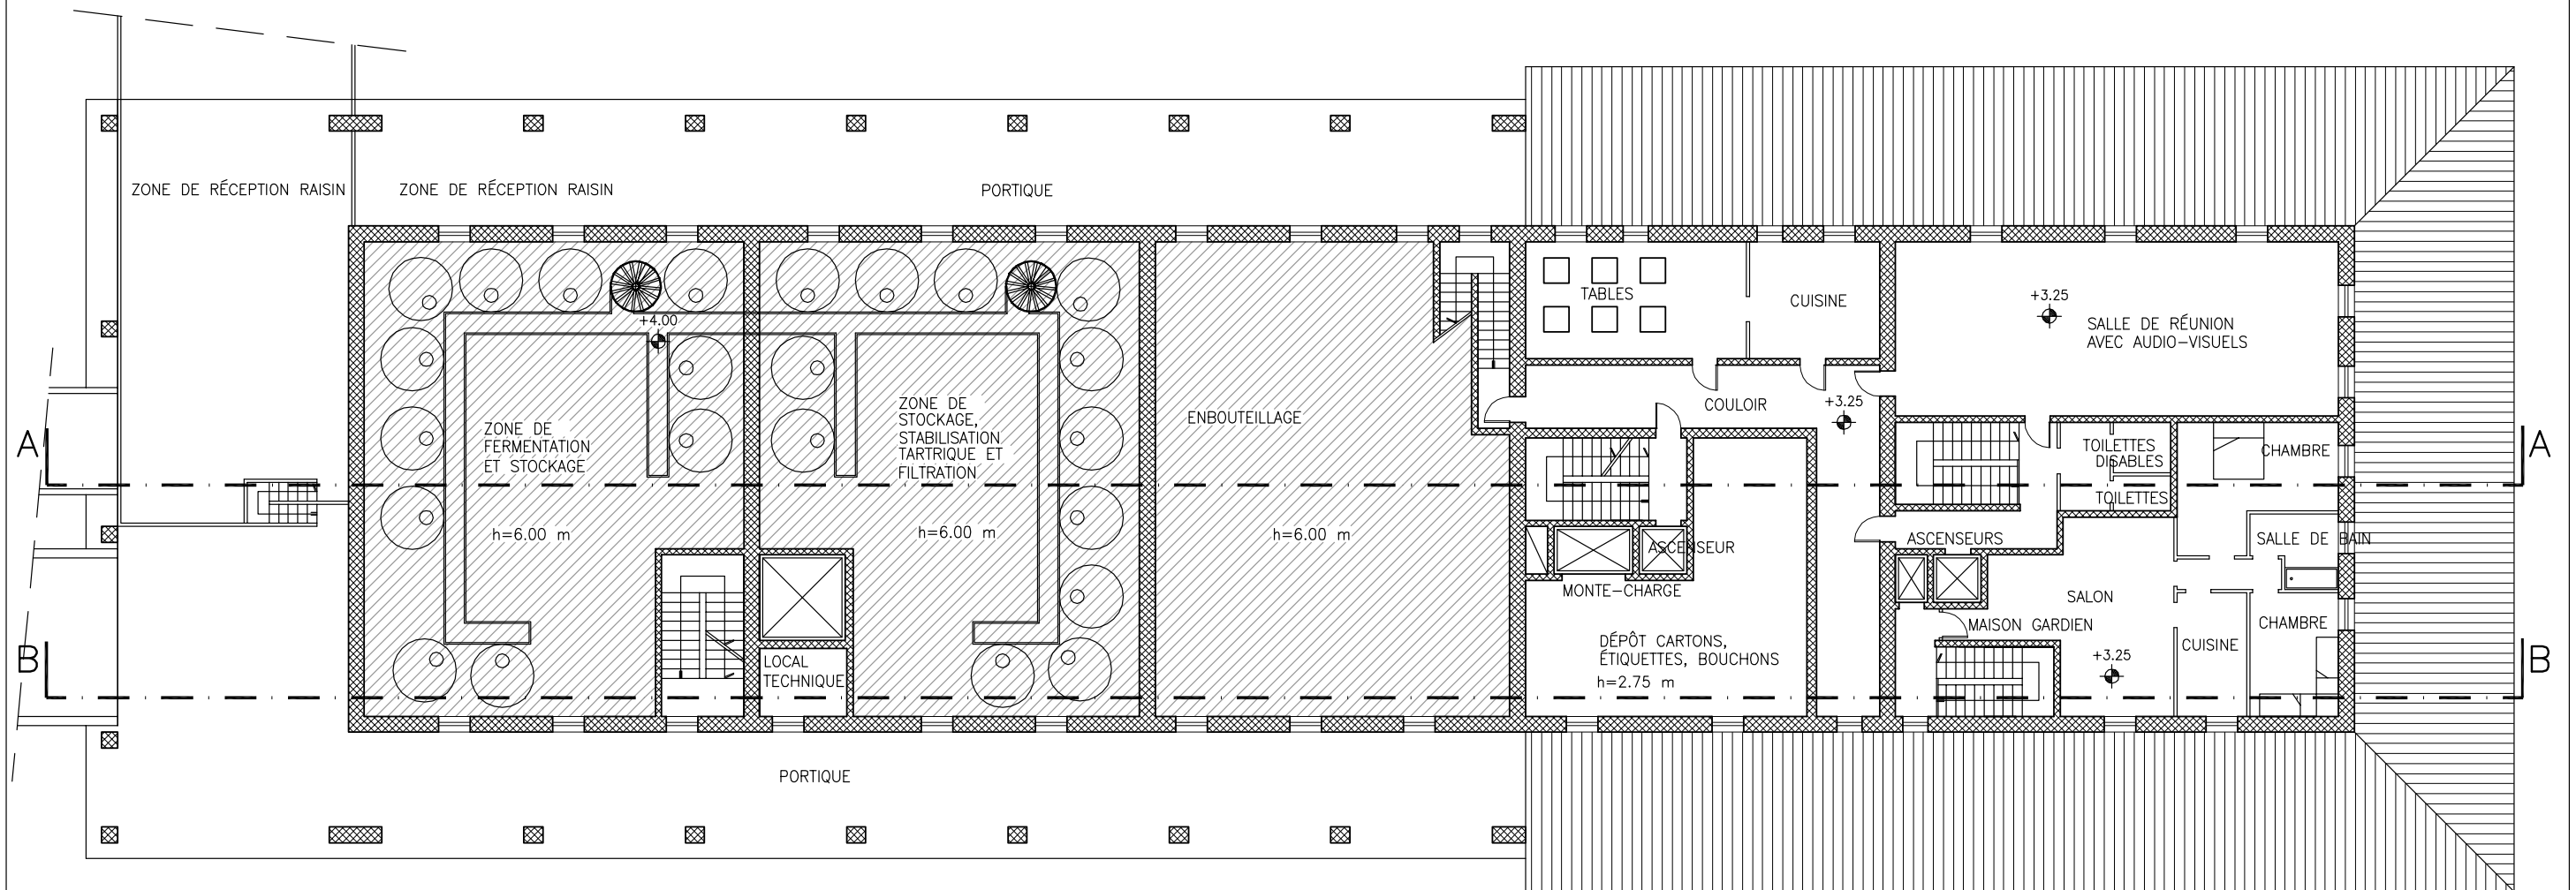 ZONE DE RÉCEPTION RAISIN
ZONE DE RÉCEPTION RAISIN
PORTIQUE
TABLES
CUISINE
+3.25
SALLE DE RÉUNION
AVEC AUDIO-VISUELS
+4.00
ZONE DE
FERMENTATION
ET STOCKAGE
h=6.00 m
ZONE DE
STOCKAGE,
STABILISATION
TARTRIQUE ET
FILTRATION
h=6.00 m
ENBOUTEILLAGE
h=6.00 m
COULOIR
+3.25
A
A
TOILETTES
DISABLES
TOILETTES
CHAMBRE
ASCENSEUR
MONTE-CHARGE
ASCENSEURS
SALLE DE BAIN
SALON
MAISON GARDIEN
CHAMBRE
CUISINE
+3.25
DÉPÔT CARTONS,
ÉTIQUETTES, BOUCHONS
h=2.75 m
LOCAL
TECHNIQUE
B
B
PORTIQUE